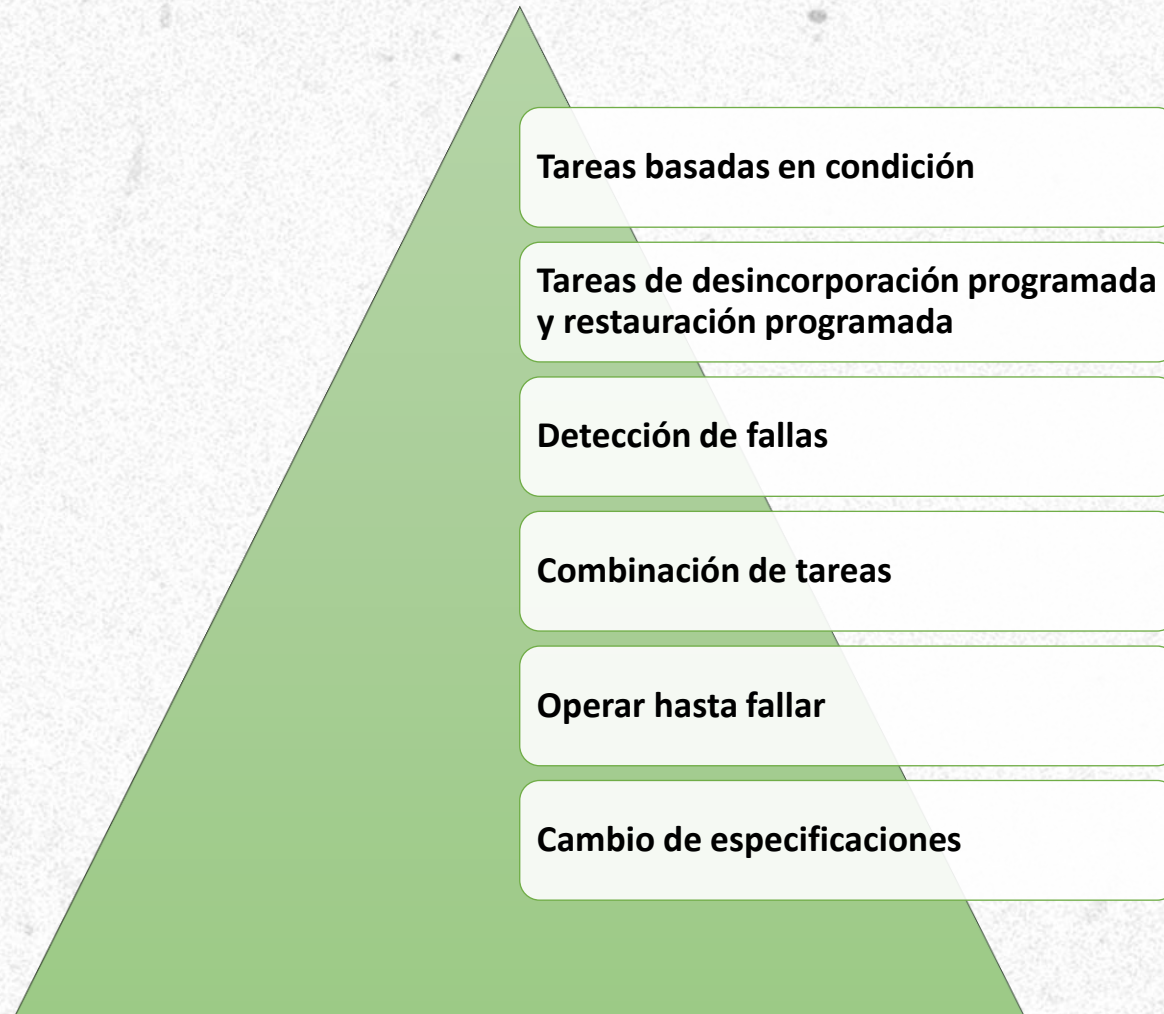 Tareas basadas en condición
Tareas de desincorporación programada
y restauración programada
Detección de fallas
Combinación de tareas
Operar hasta fallar
Cambio de especificaciones